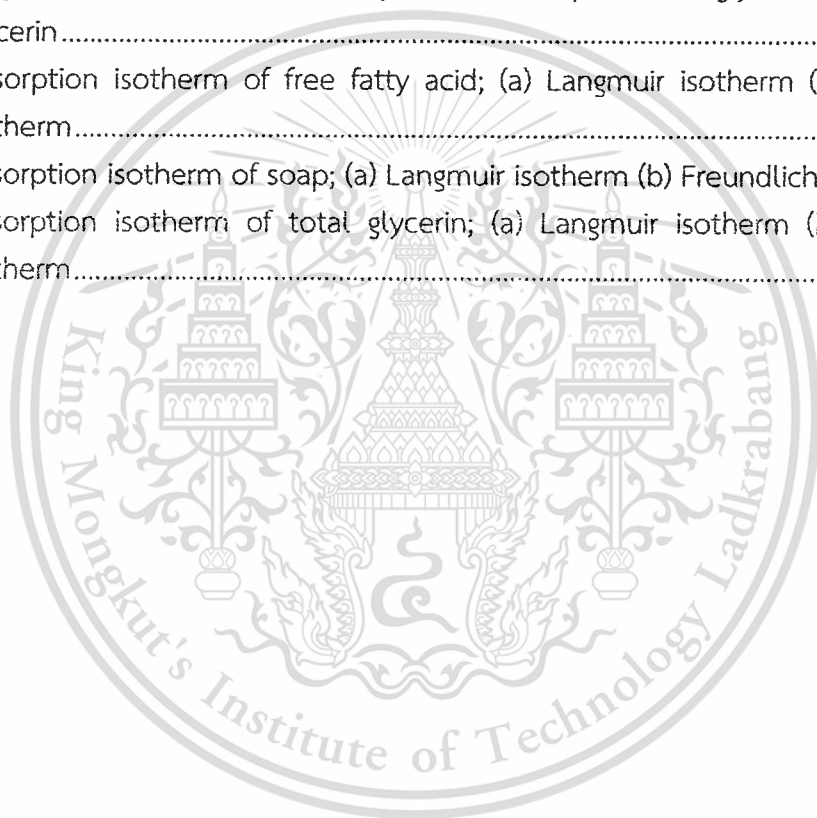 cerin
sorption isotherm of free fatty acid; (a) Langmuir isotherm (
therm
sorption isotherm of soap; (a) Langmuir isotherm (b) Freundlich
sorption isotherm of total glycerin; (a) Langmuir isotherm (
therm
King Mongkut's Institute of Technology Ladkrabang